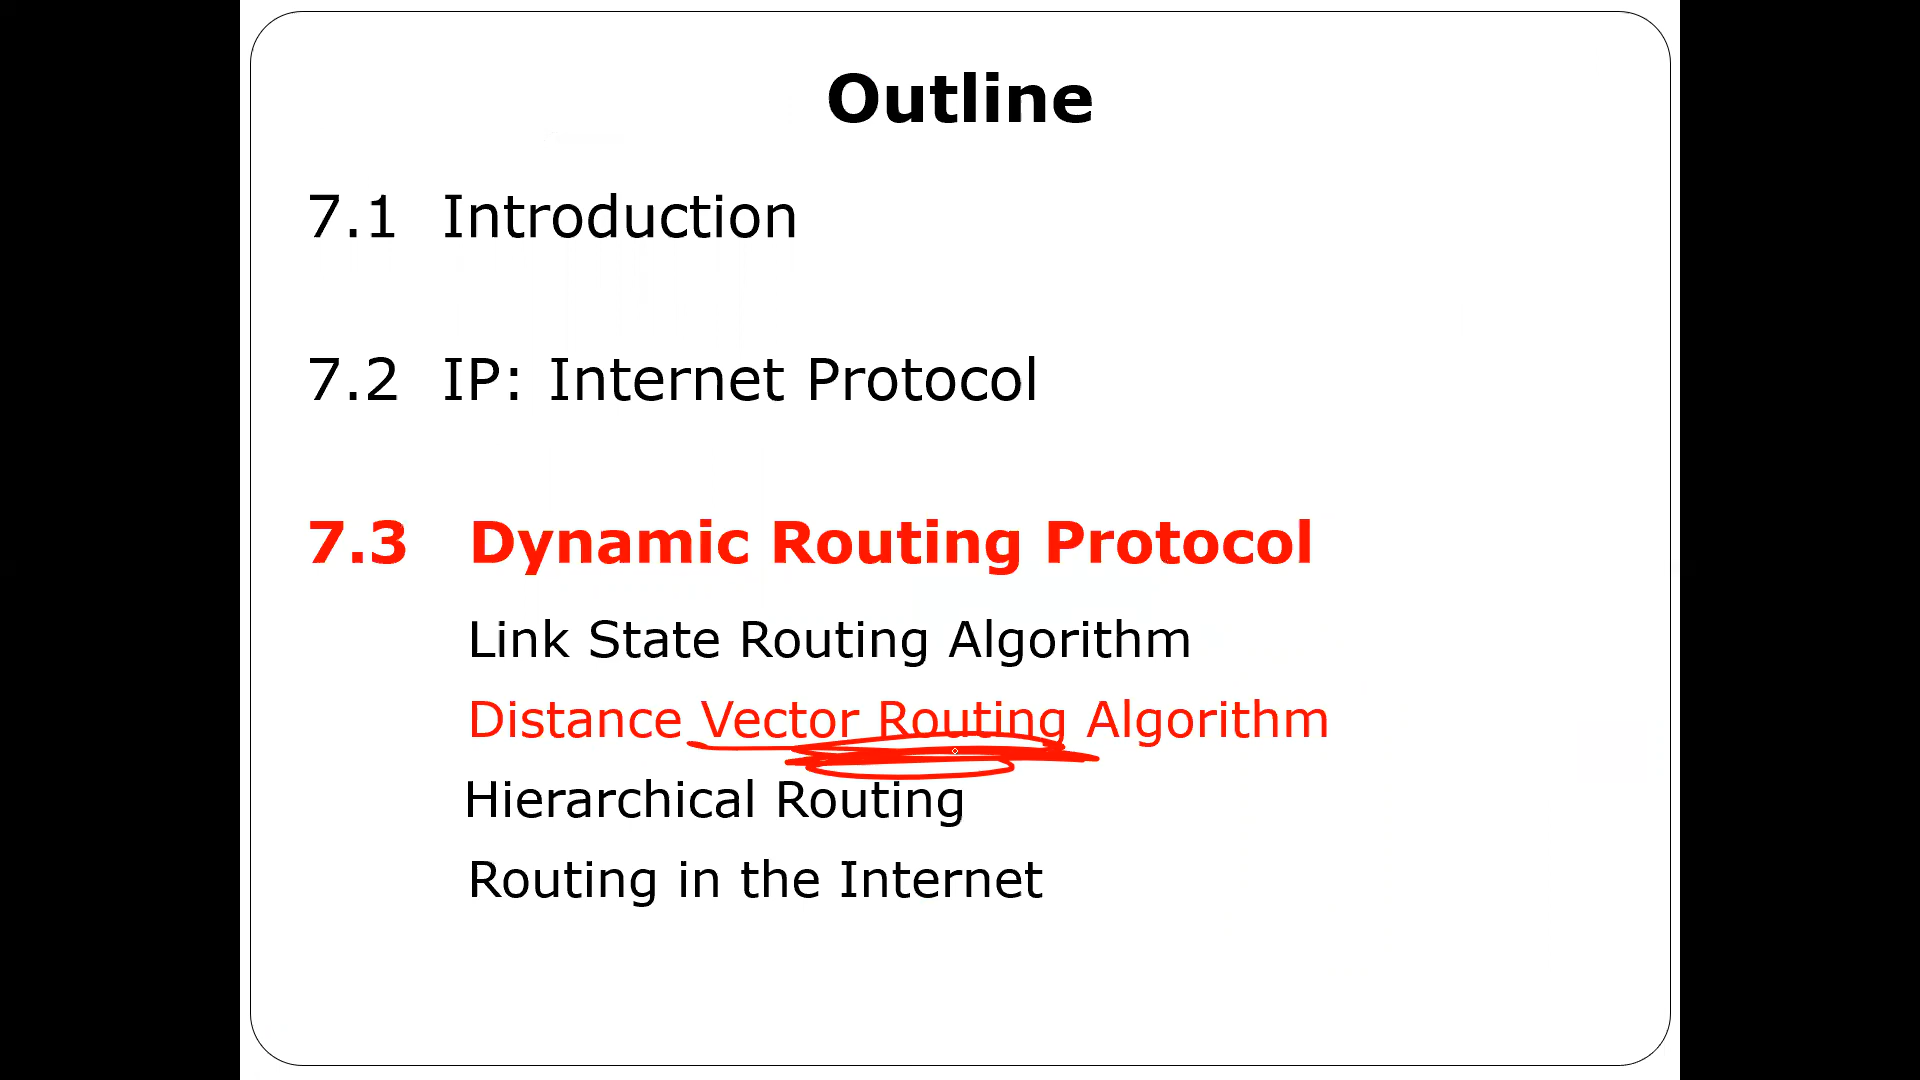 Outline
7.1 Introduction
7.2 IP: Internet Protocol
7.3 Dynamic Routing Protocol
Link State Routing Algorithm
Distance Vector Routing Algorithm
Hierarchical Routing
Routing in the Internet